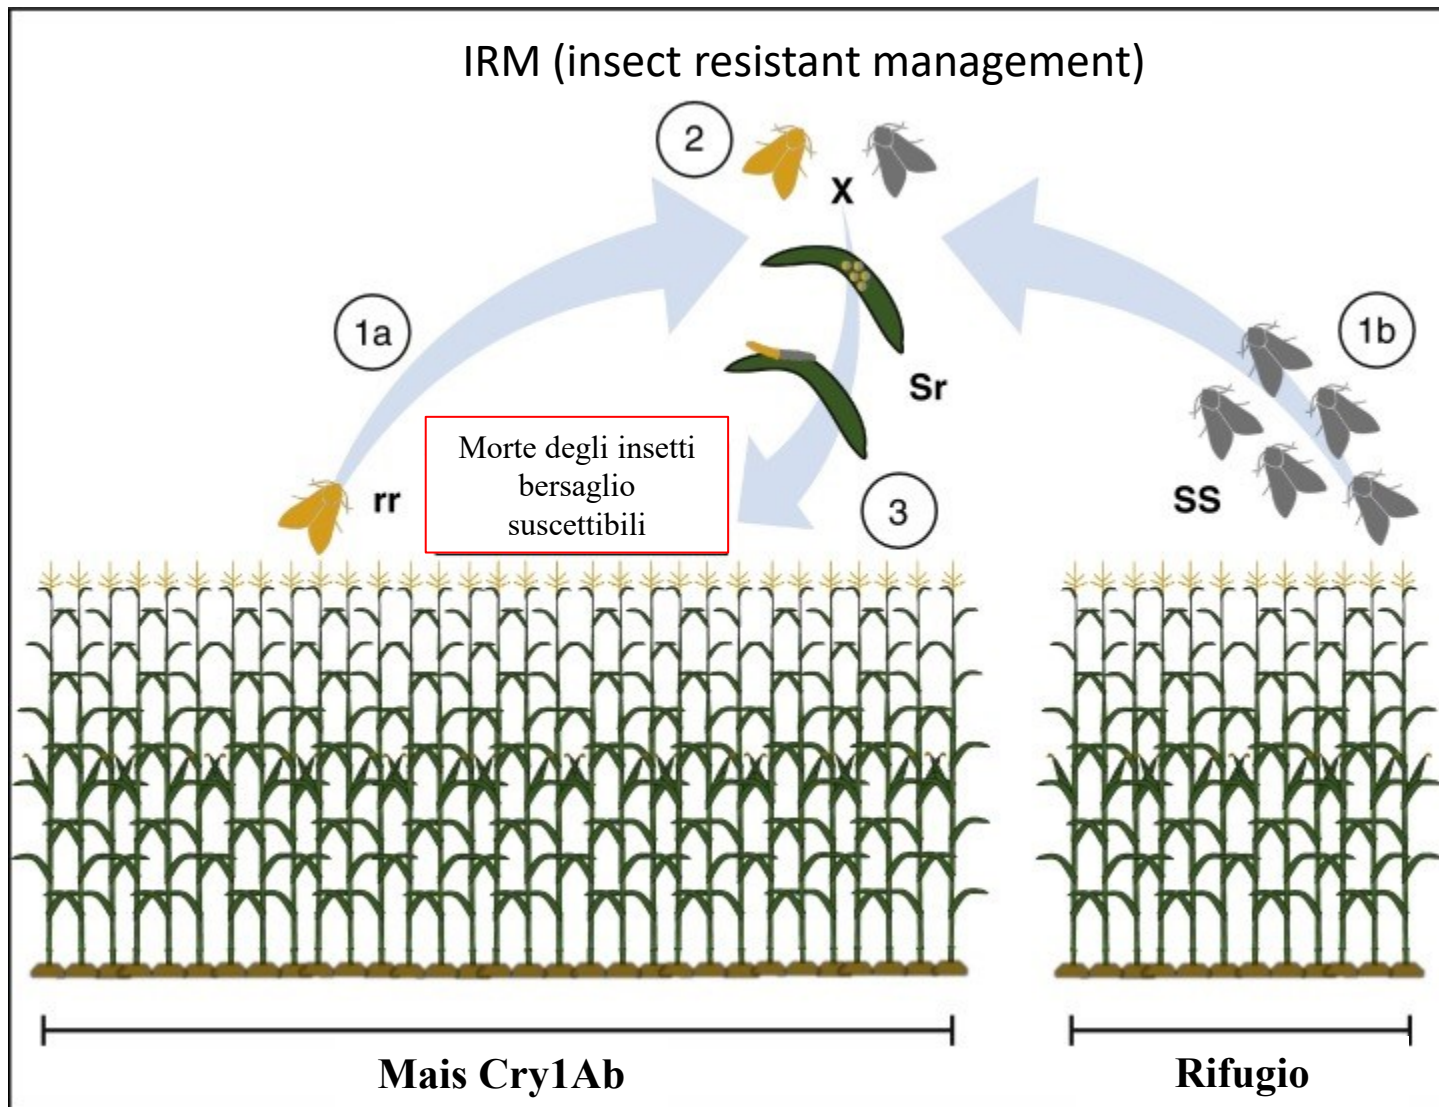 IRM (insect resistant management)
2
X
1a
1b
Sr
rr
Morte degli insetti
bersaglio
suscettibili
3
SS
Mais Cry1Ab
Rifugio